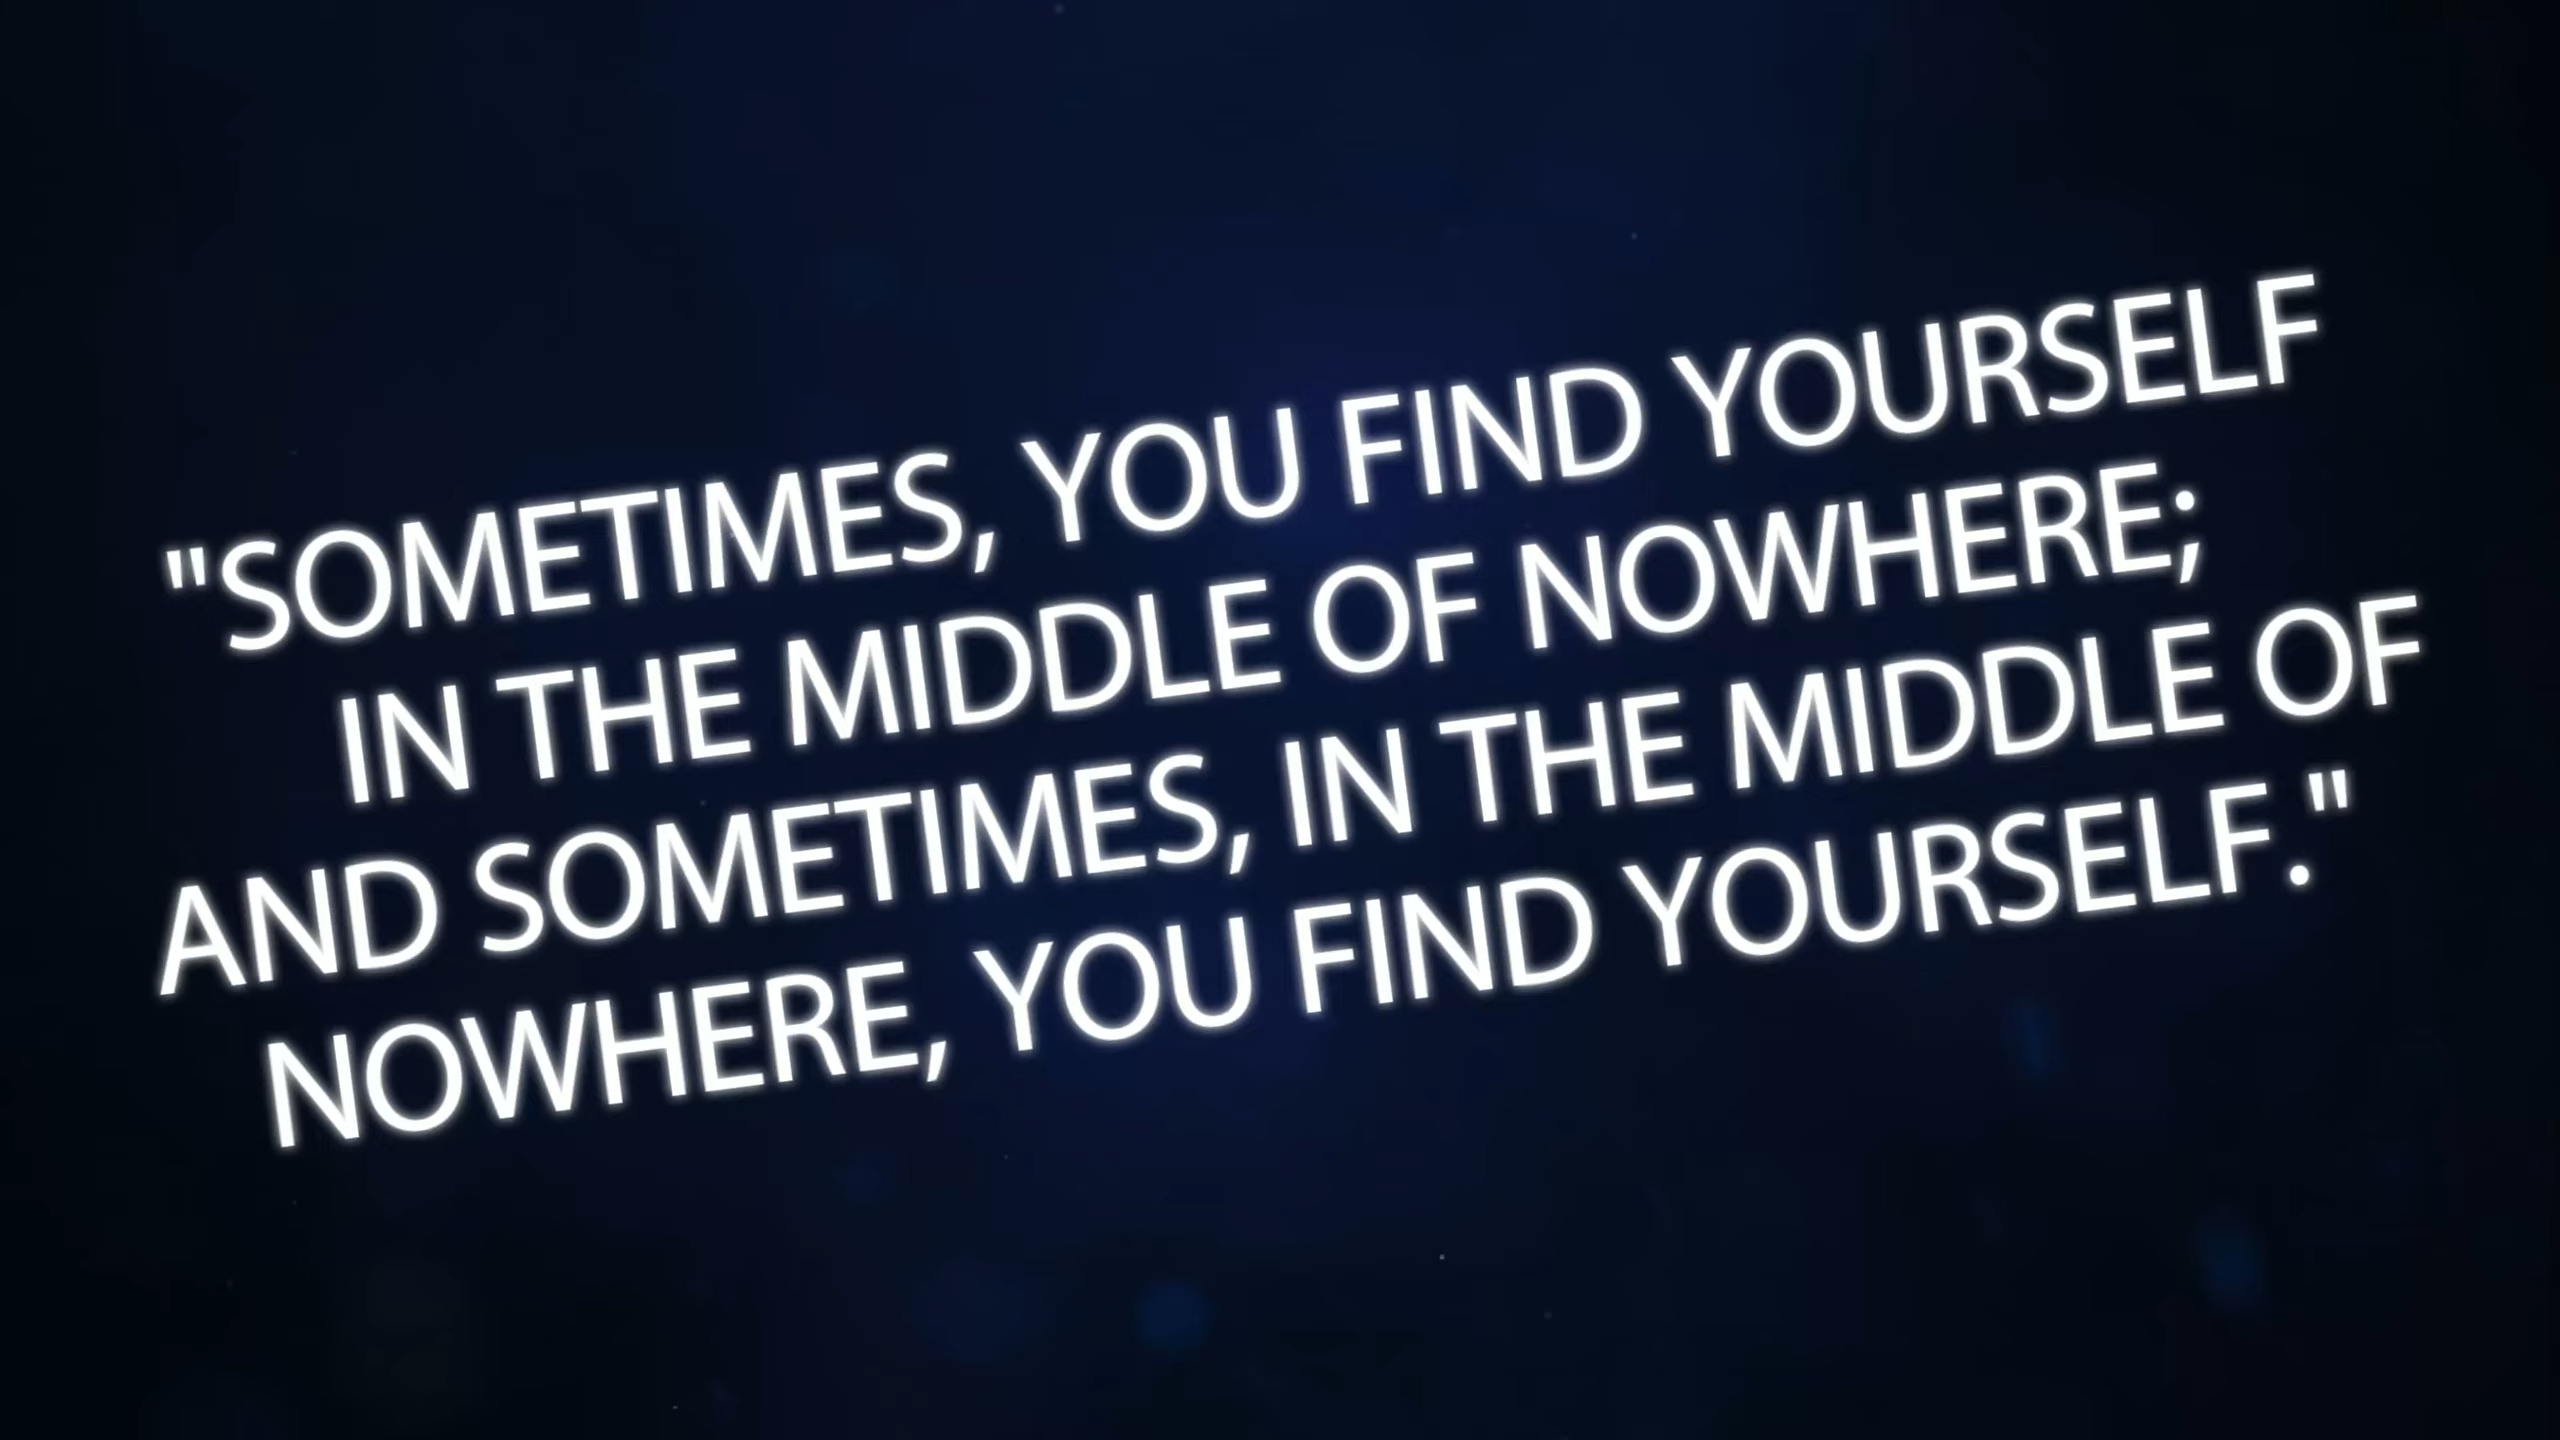 "SOMETIMES, YOU FIND YOURSELF
IN THE MIDDLE OF NOWHERE;
AND SOMETIMES, IN THE MIDDLE OF
NOWHERE, YOU FIND YOURSELF."